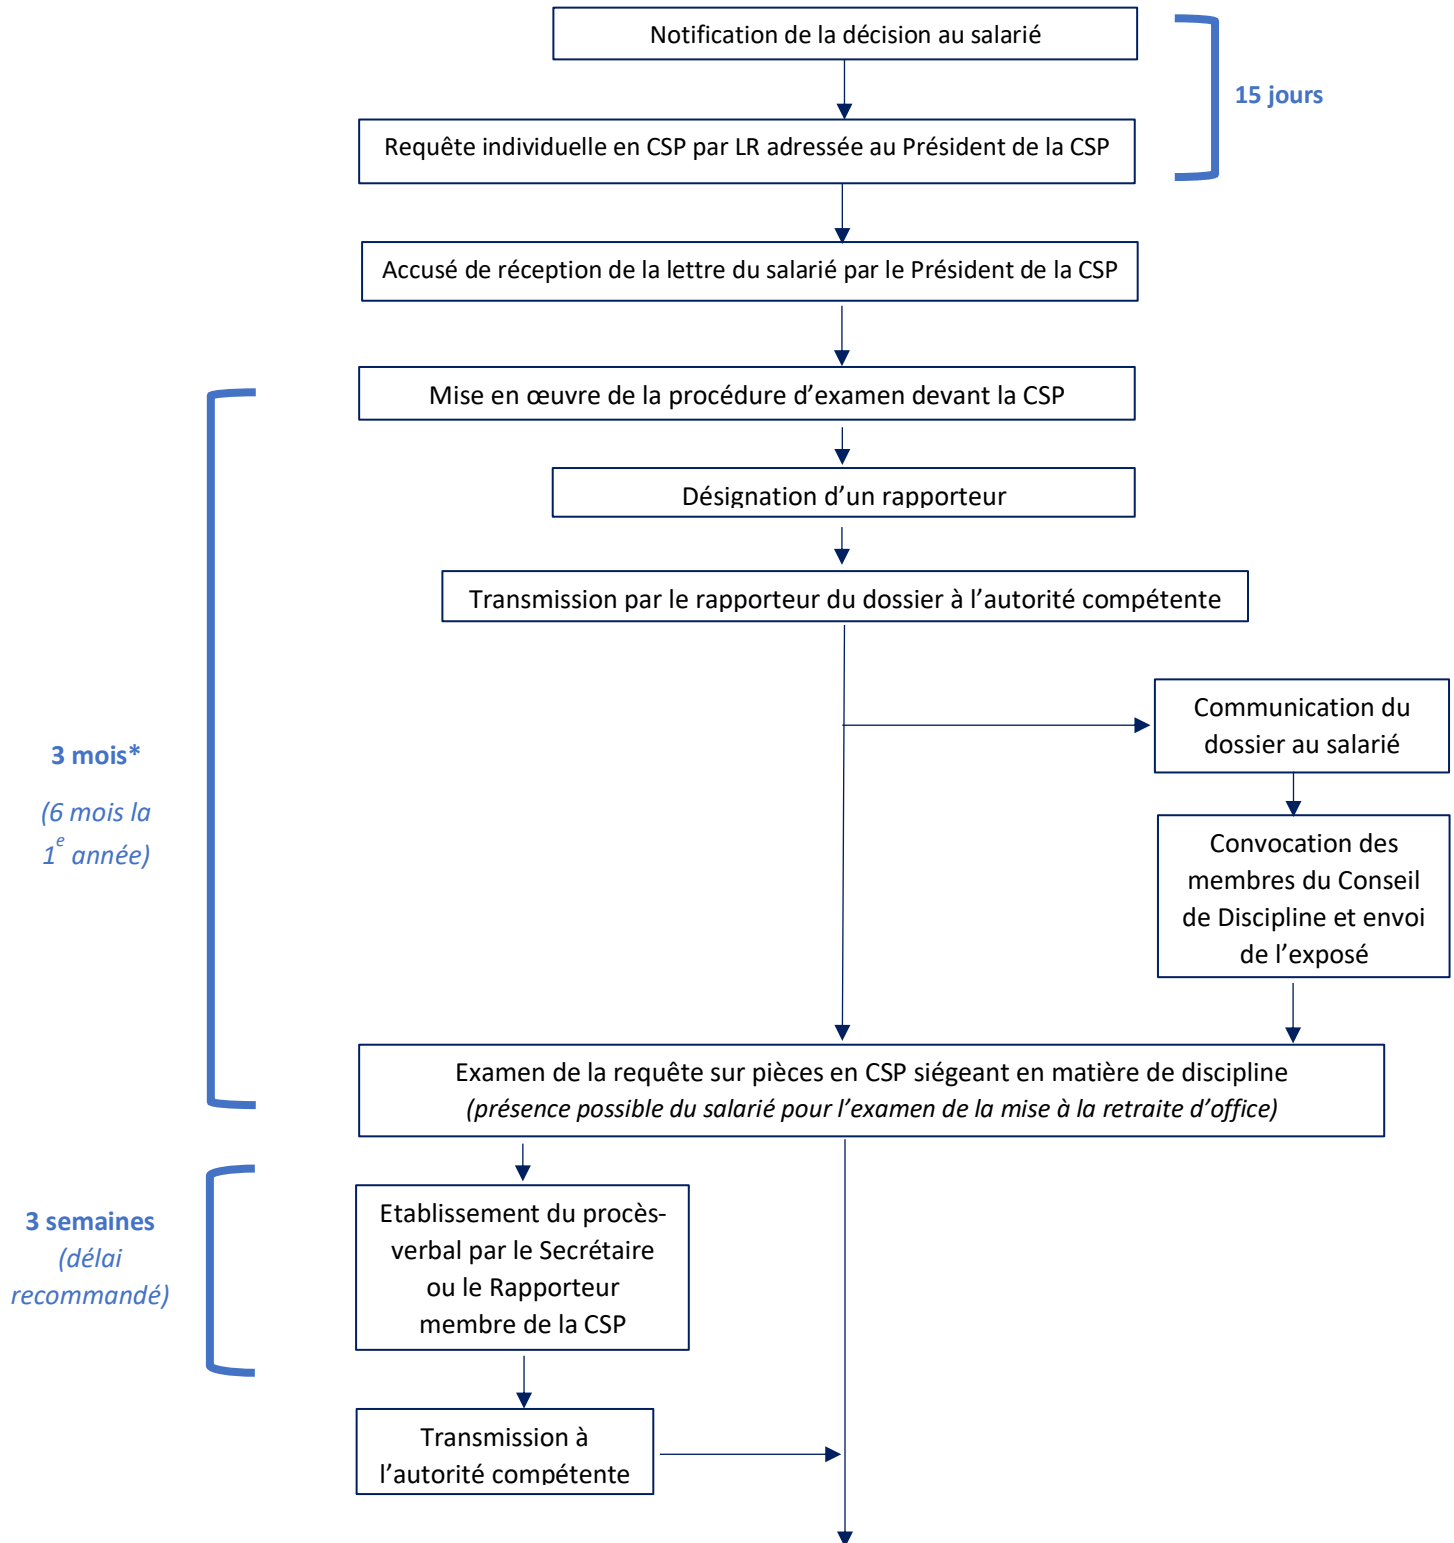 Notification de la décision au salarié
15 jours
Requête individuelle en CSP par LR adressée au Président de la CSP
Accusé de réception de la lettre du salarié par le Président de la CSP
Mise en œuvre de la procédure d’examen devant la CSP
Désignation d’un rapporteur
Transmission par le rapporteur du dossier à l’autorité compétente
Communication du
dossier au salarié
3 mois*
(6 mois la
1e année)
Convocation des
membres du Conseil
de Discipline et envoi
de l’exposé
Examen de la requête sur pièces en CSP siégeant en matière de discipline
(présence possible du salarié pour l’examen de la mise à la retraite d’office)
3 semaines
(délai
recommandé)
Etablissement du procès-
verbal par le Secrétaire
ou le Rapporteur
membre de la CSP
Transmission à
l’autorité compétente